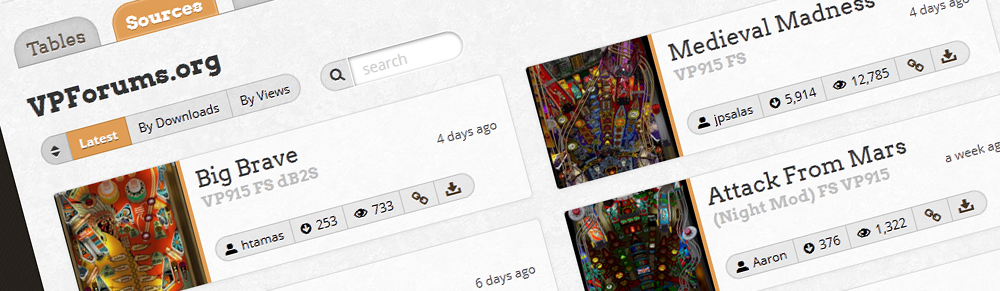 Tables
Sources
VPForums.org
search
Latest
By Downloads
By Views
Big Brave
4 days ago
VP915 FS dB2S
htamas
253
733
6 days ago
Medieval Madness
4 days ago
VP915 FS
jpsalas
5,914
12,785
Attack From Mars
a week ag
(Night Mod) FS VP915
Aaron
376
1,322